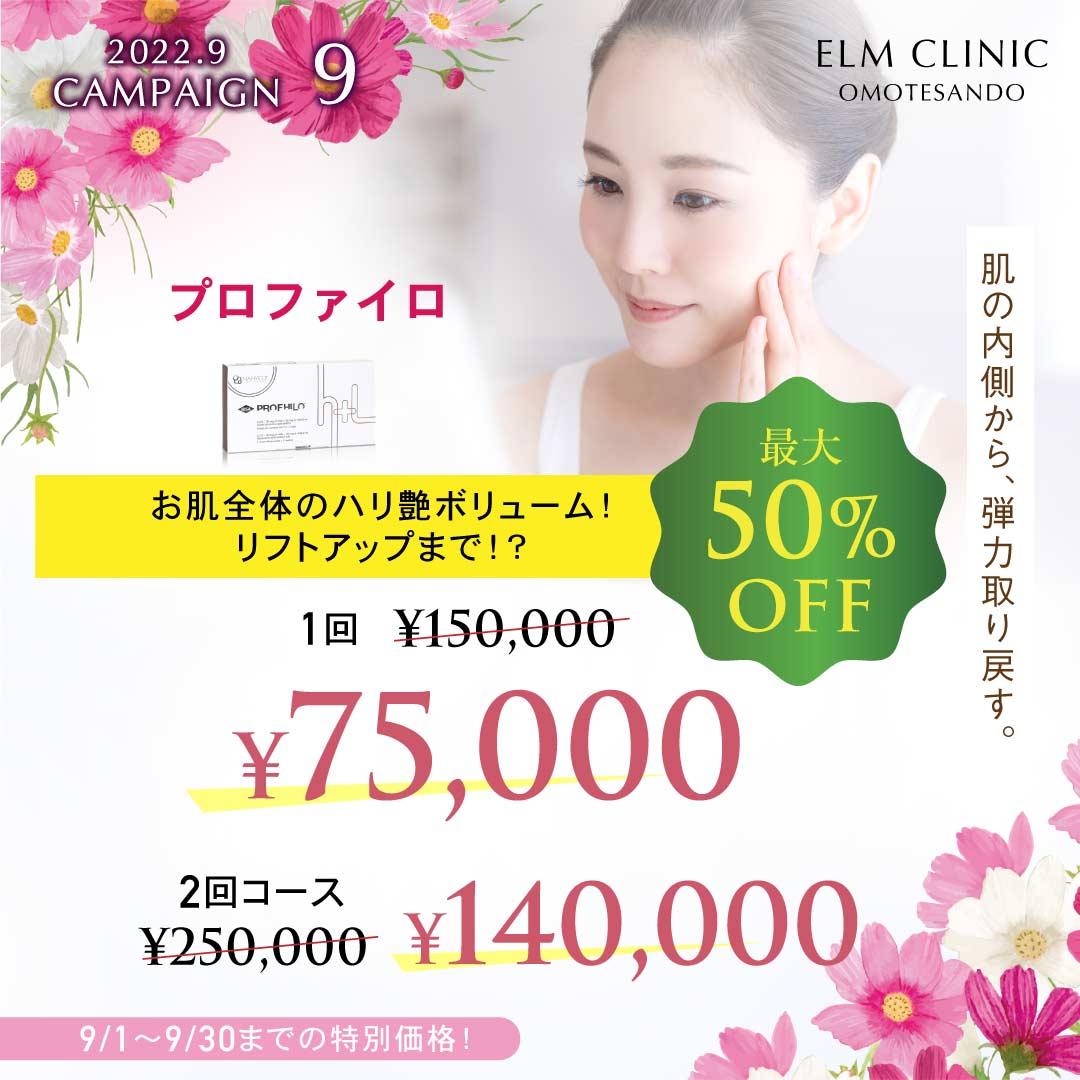 2022.9
CAMPAIGN
9
ELM CLINIC
OMOTESANDO
プロファイロ
PROFHILO
h+L
肌の内側から、弾力取り戻す。
お肌全体のハリ艶ボリューム！
リフトアップまで！？
最大
50%
OFF
1回 ¥150,000
¥75,000
2回コース
¥250,000 ¥140,000
9/1〜9/30までの特別価格！